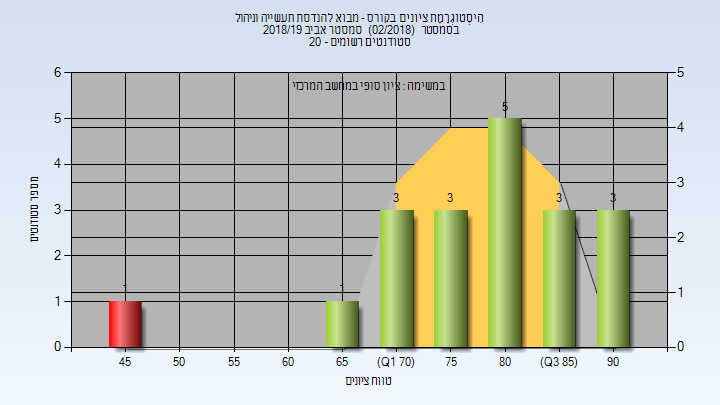 היסטוגרמת ציונים בקורס - מבוא להנדסת תעשייה וניהול
בסמסטר (02/2018) סמסטר אביב 2018/19
סטודנטים רשומים - 20
במשימה : ציון סופי במחשב המרכזי
6 5
5 4
4 3
3 2
2 1
1 0
0
1 1 3 3 5 3 3
מספר סטודנטים
45 50 55 60 65 (Q1 70) 75 80 (Q3 85) 90
טווח ציונים